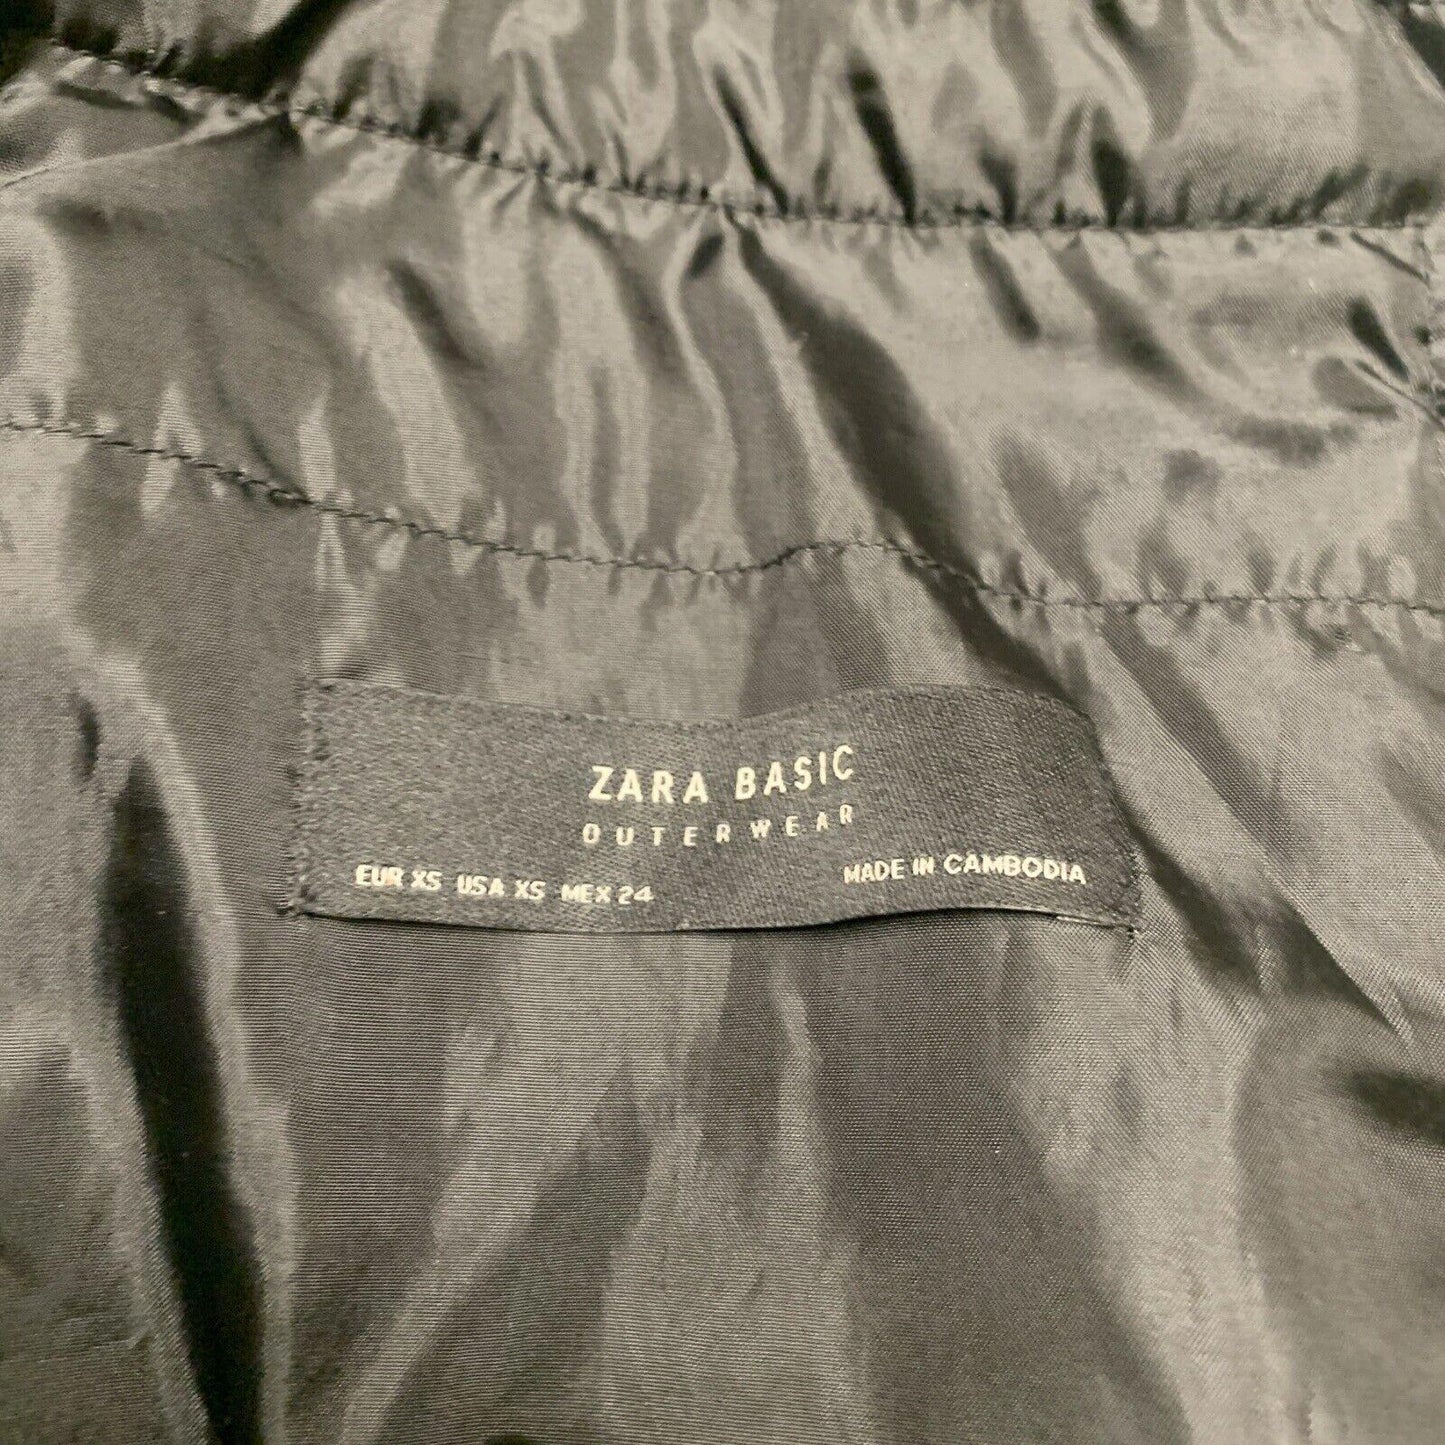 ZARA BASIC
OUTERWEAR
EUR XS USA XS MEX 24
MADE IN CAMBODIA